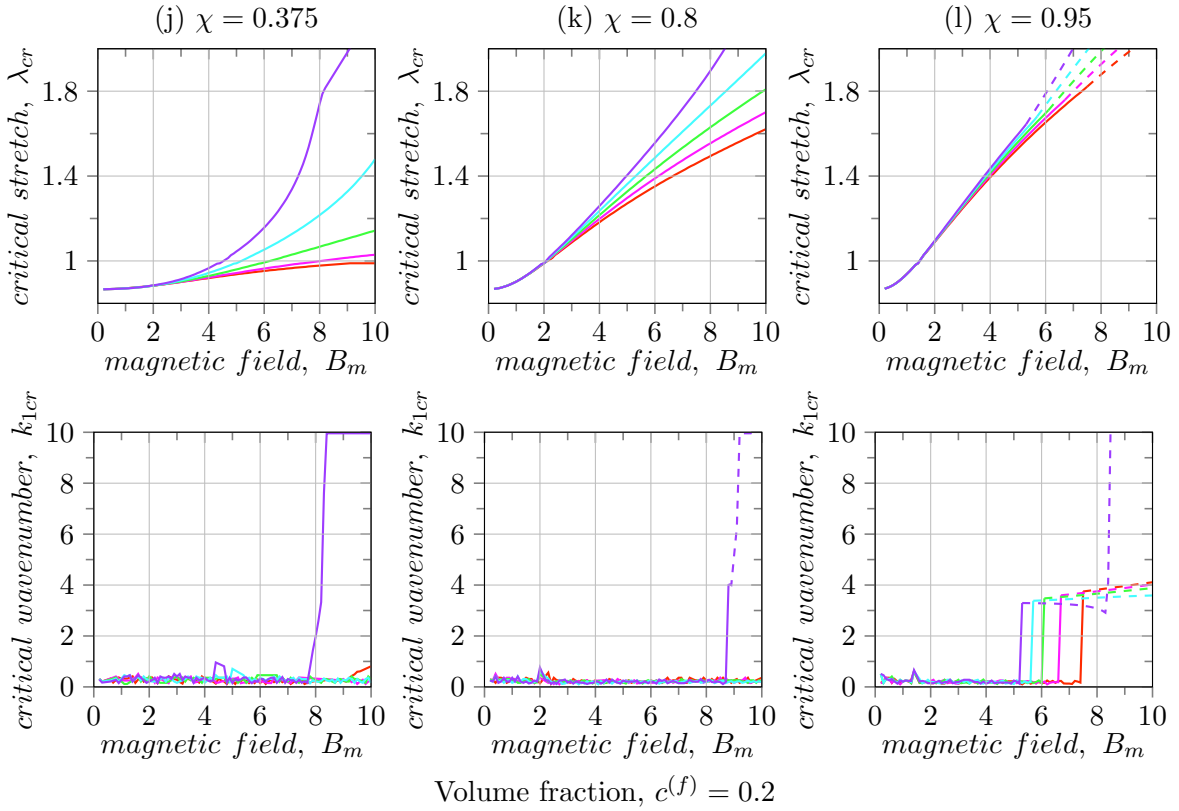 (j) χ = 0.375
(k) χ = 0.8
(l) χ = 0.95
critical stretch, λcr
1.8
1.4
1
0 2 4 6 8 10
magnetic field, Bm
critical stretch, λcr
1.8
1.4
1
0 2 4 6 8 10
magnetic field, Bm
critical stretch, λcr
1.8
1.4
1
0 2 4 6 8 10
magnetic field, Bm
critical wavenumber, k1cr
10
8
6
4
2
0
0 2 4 6 8 10
magnetic field, Bm
critical wavenumber, k1cr
10
8
6
4
2
0
0 2 4 6 8 10
magnetic field, Bm
critical wavenumber, k1cr
10
8
6
4
2
0
0 2 4 6 8 10
magnetic field, Bm
Volume fraction, c(f) = 0.2